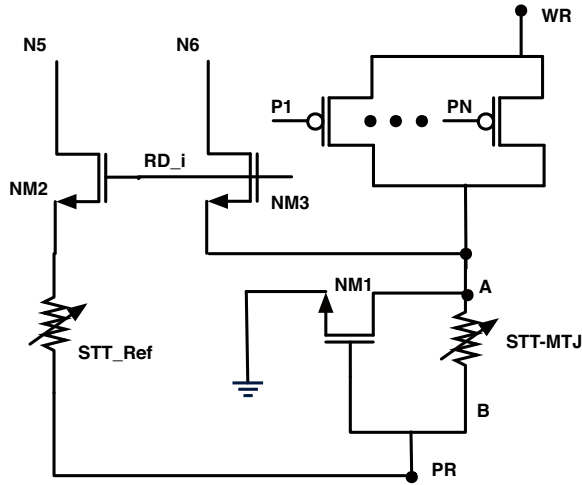 WR
N5
N6
P1
PN
RD_i
NM2
NM3
NM1
A
STT_Ref
STT-MTJ
B
PR